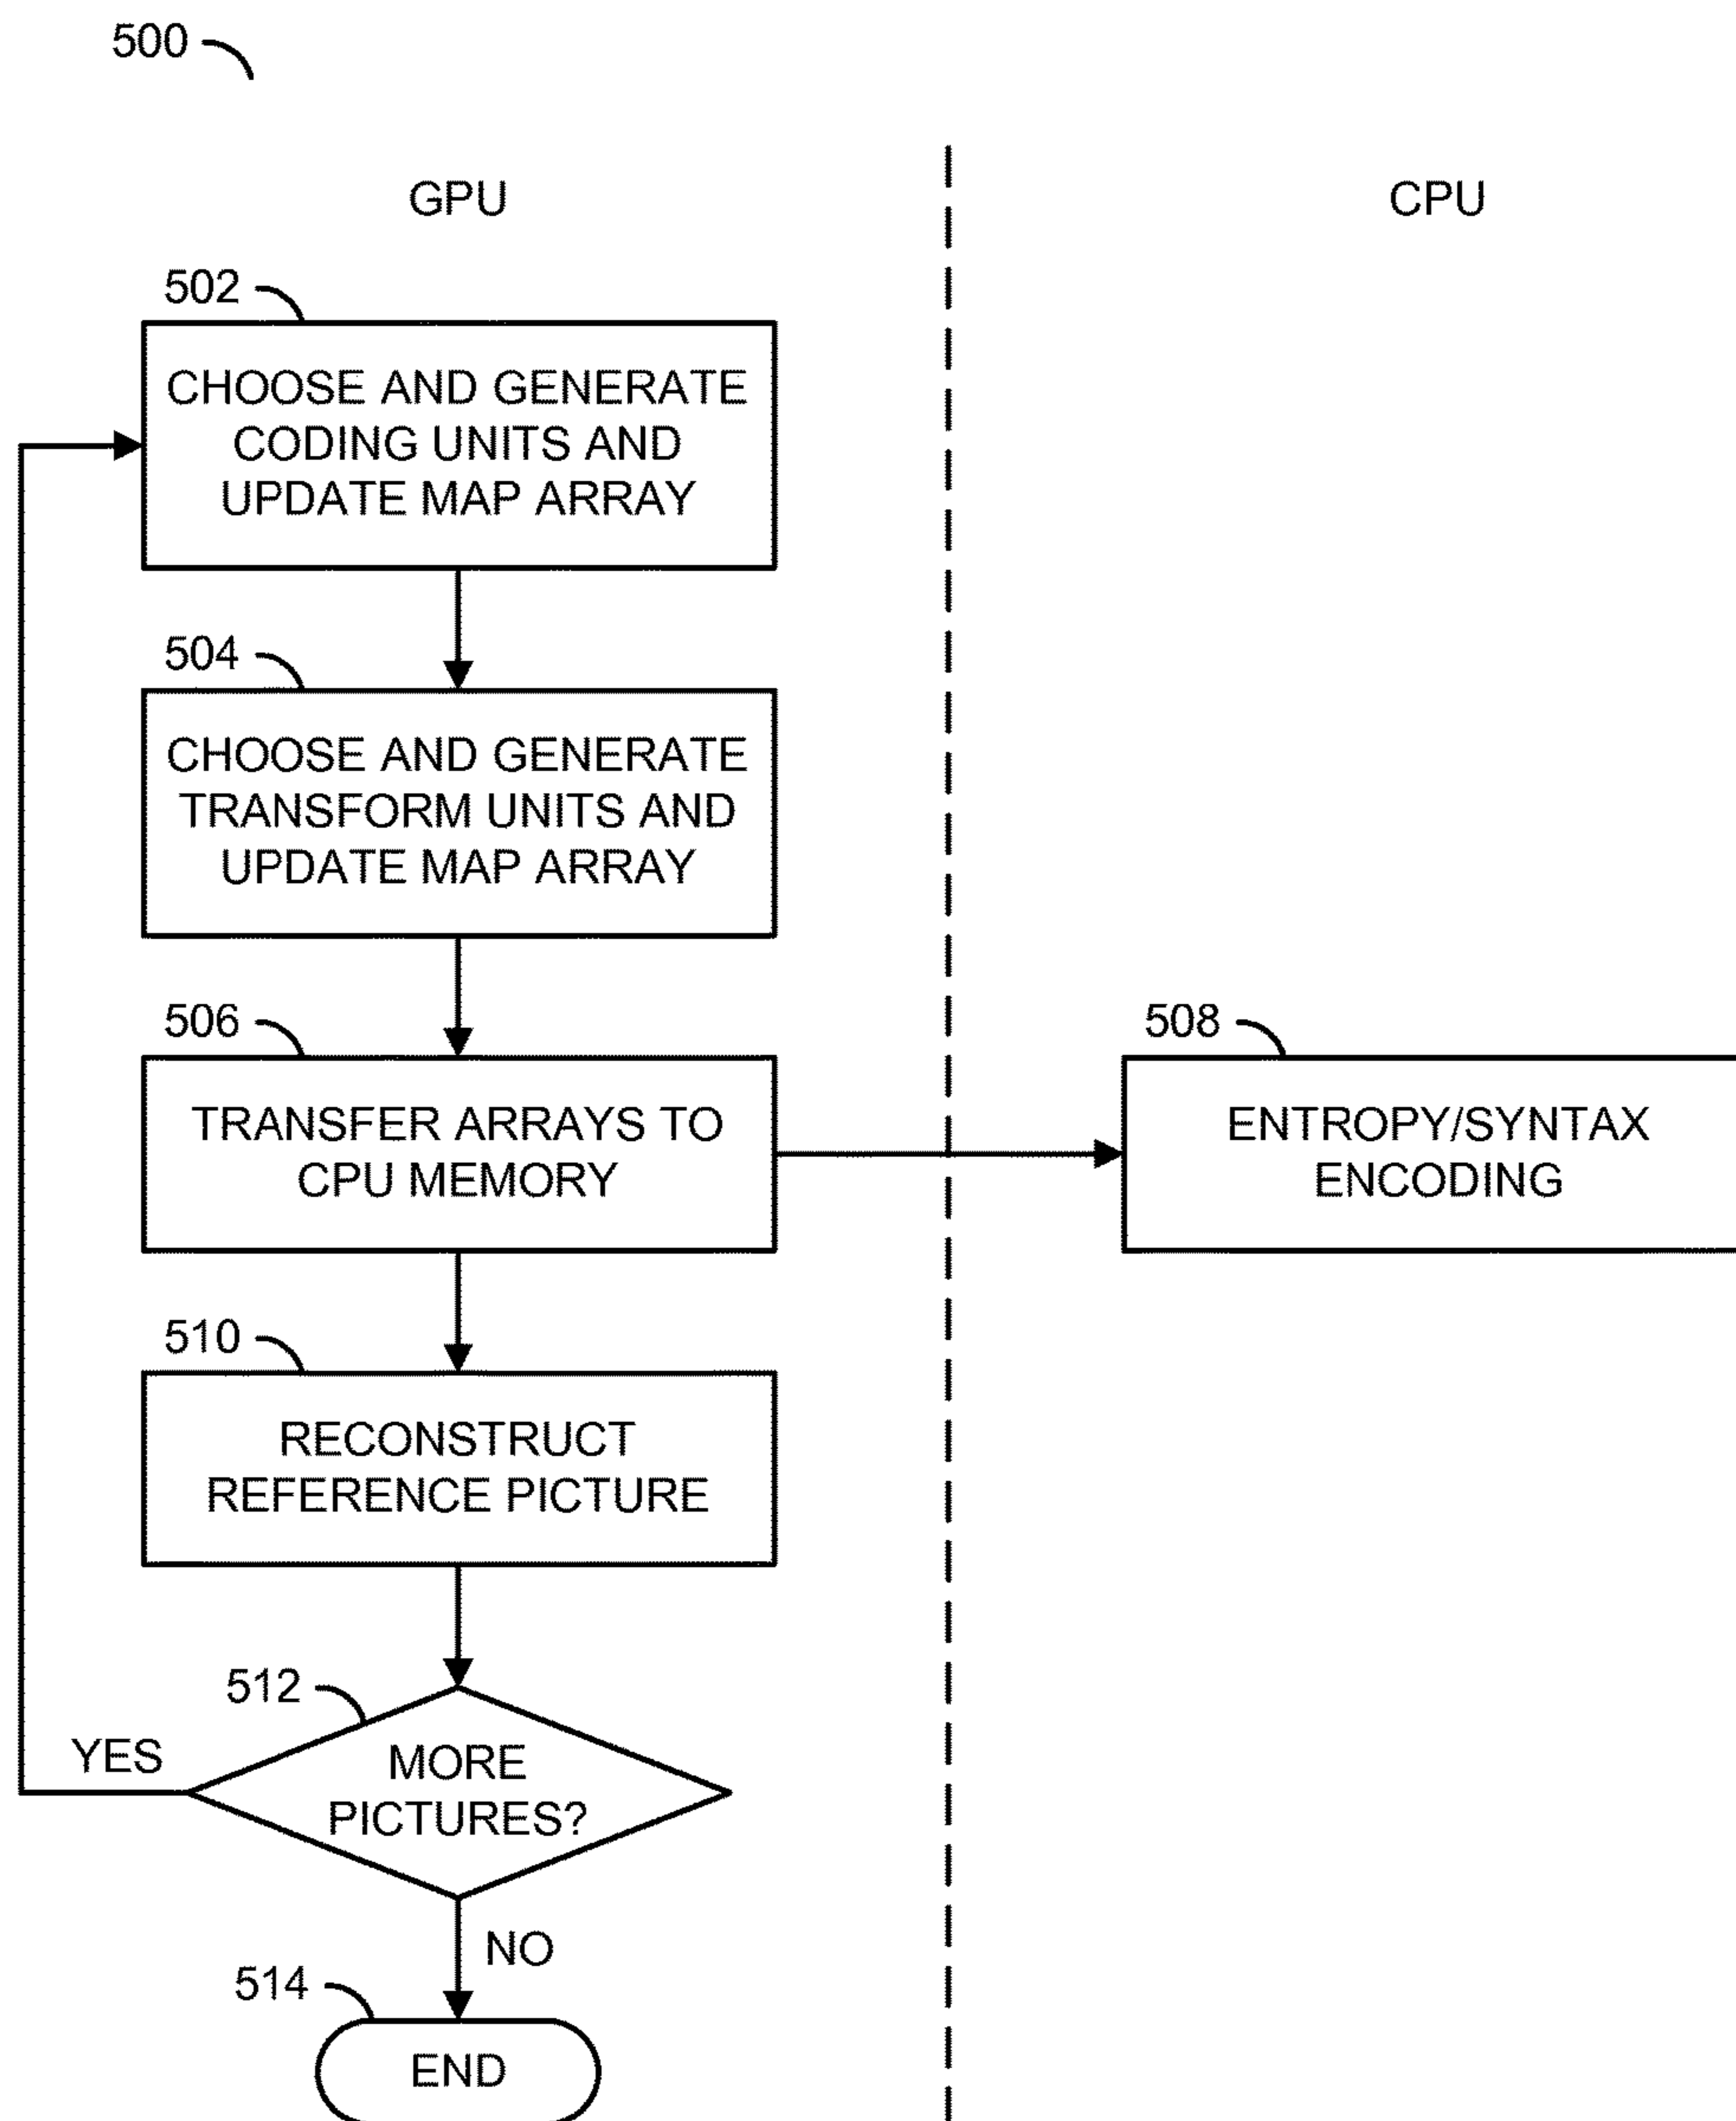 500
GPU
CPU
502
CHOOSE AND GENERATE
CODING UNITS AND
UPDATE MAP ARRAY
504
CHOOSE AND GENERATE
TRANSFORM UNITS AND
UPDATE MAP ARRAY
506
TRANSFER ARRAYS TO
CPU MEMORY
508
ENTROPY/SYNTAX
ENCODING
510
RECONSTRUCT
REFERENCE PICTURE
512
YES
MORE
PICTURES?
NO
514
END